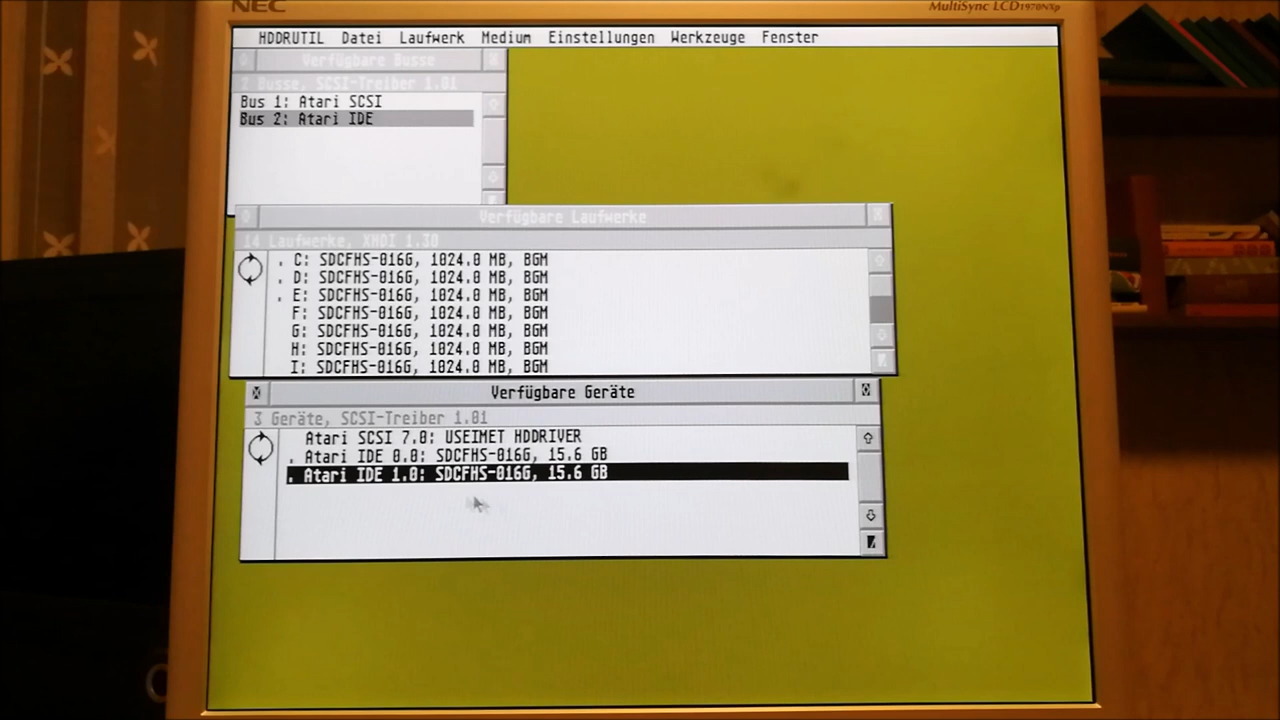 NEC
MultiSync LCD1970NXp
HDDRUTIL Datei Laufwerk Medium Einstellungen Werkzeuge Fenster
Verfügbare Busse
2 Busse, SCSI-Treiber 1.01
Bus 1: Atari SCSI
Bus 2: Atari IDE
Verfügbare Laufwerke
14 Laufwerke, XHDI 1.30
. C: SDCFHS-016G, 1024.0 MB, BGM
. D: SDCFHS-016G, 1024.0 MB, BGM
. E: SDCFHS-016G, 1024.0 MB, BGM
F: SDCFHS-016G, 1024.0 MB, BGM
G: SDCFHS-016G, 1024.0 MB, BGM
H: SDCFHS-016G, 1024.0 MB, BGM
I: SDCFHS-016G, 1024.0 MB, BGM
Verfügbare Geräte
3 Geräte, SCSI-Treiber 1.01
Atari SCSI 7.0: USEIMET HDDRIVER
. Atari IDE 0.0: SDCFHS-016G, 15.6 GB
. Atari IDE 1.0: SDCFHS-016G, 15.6 GB